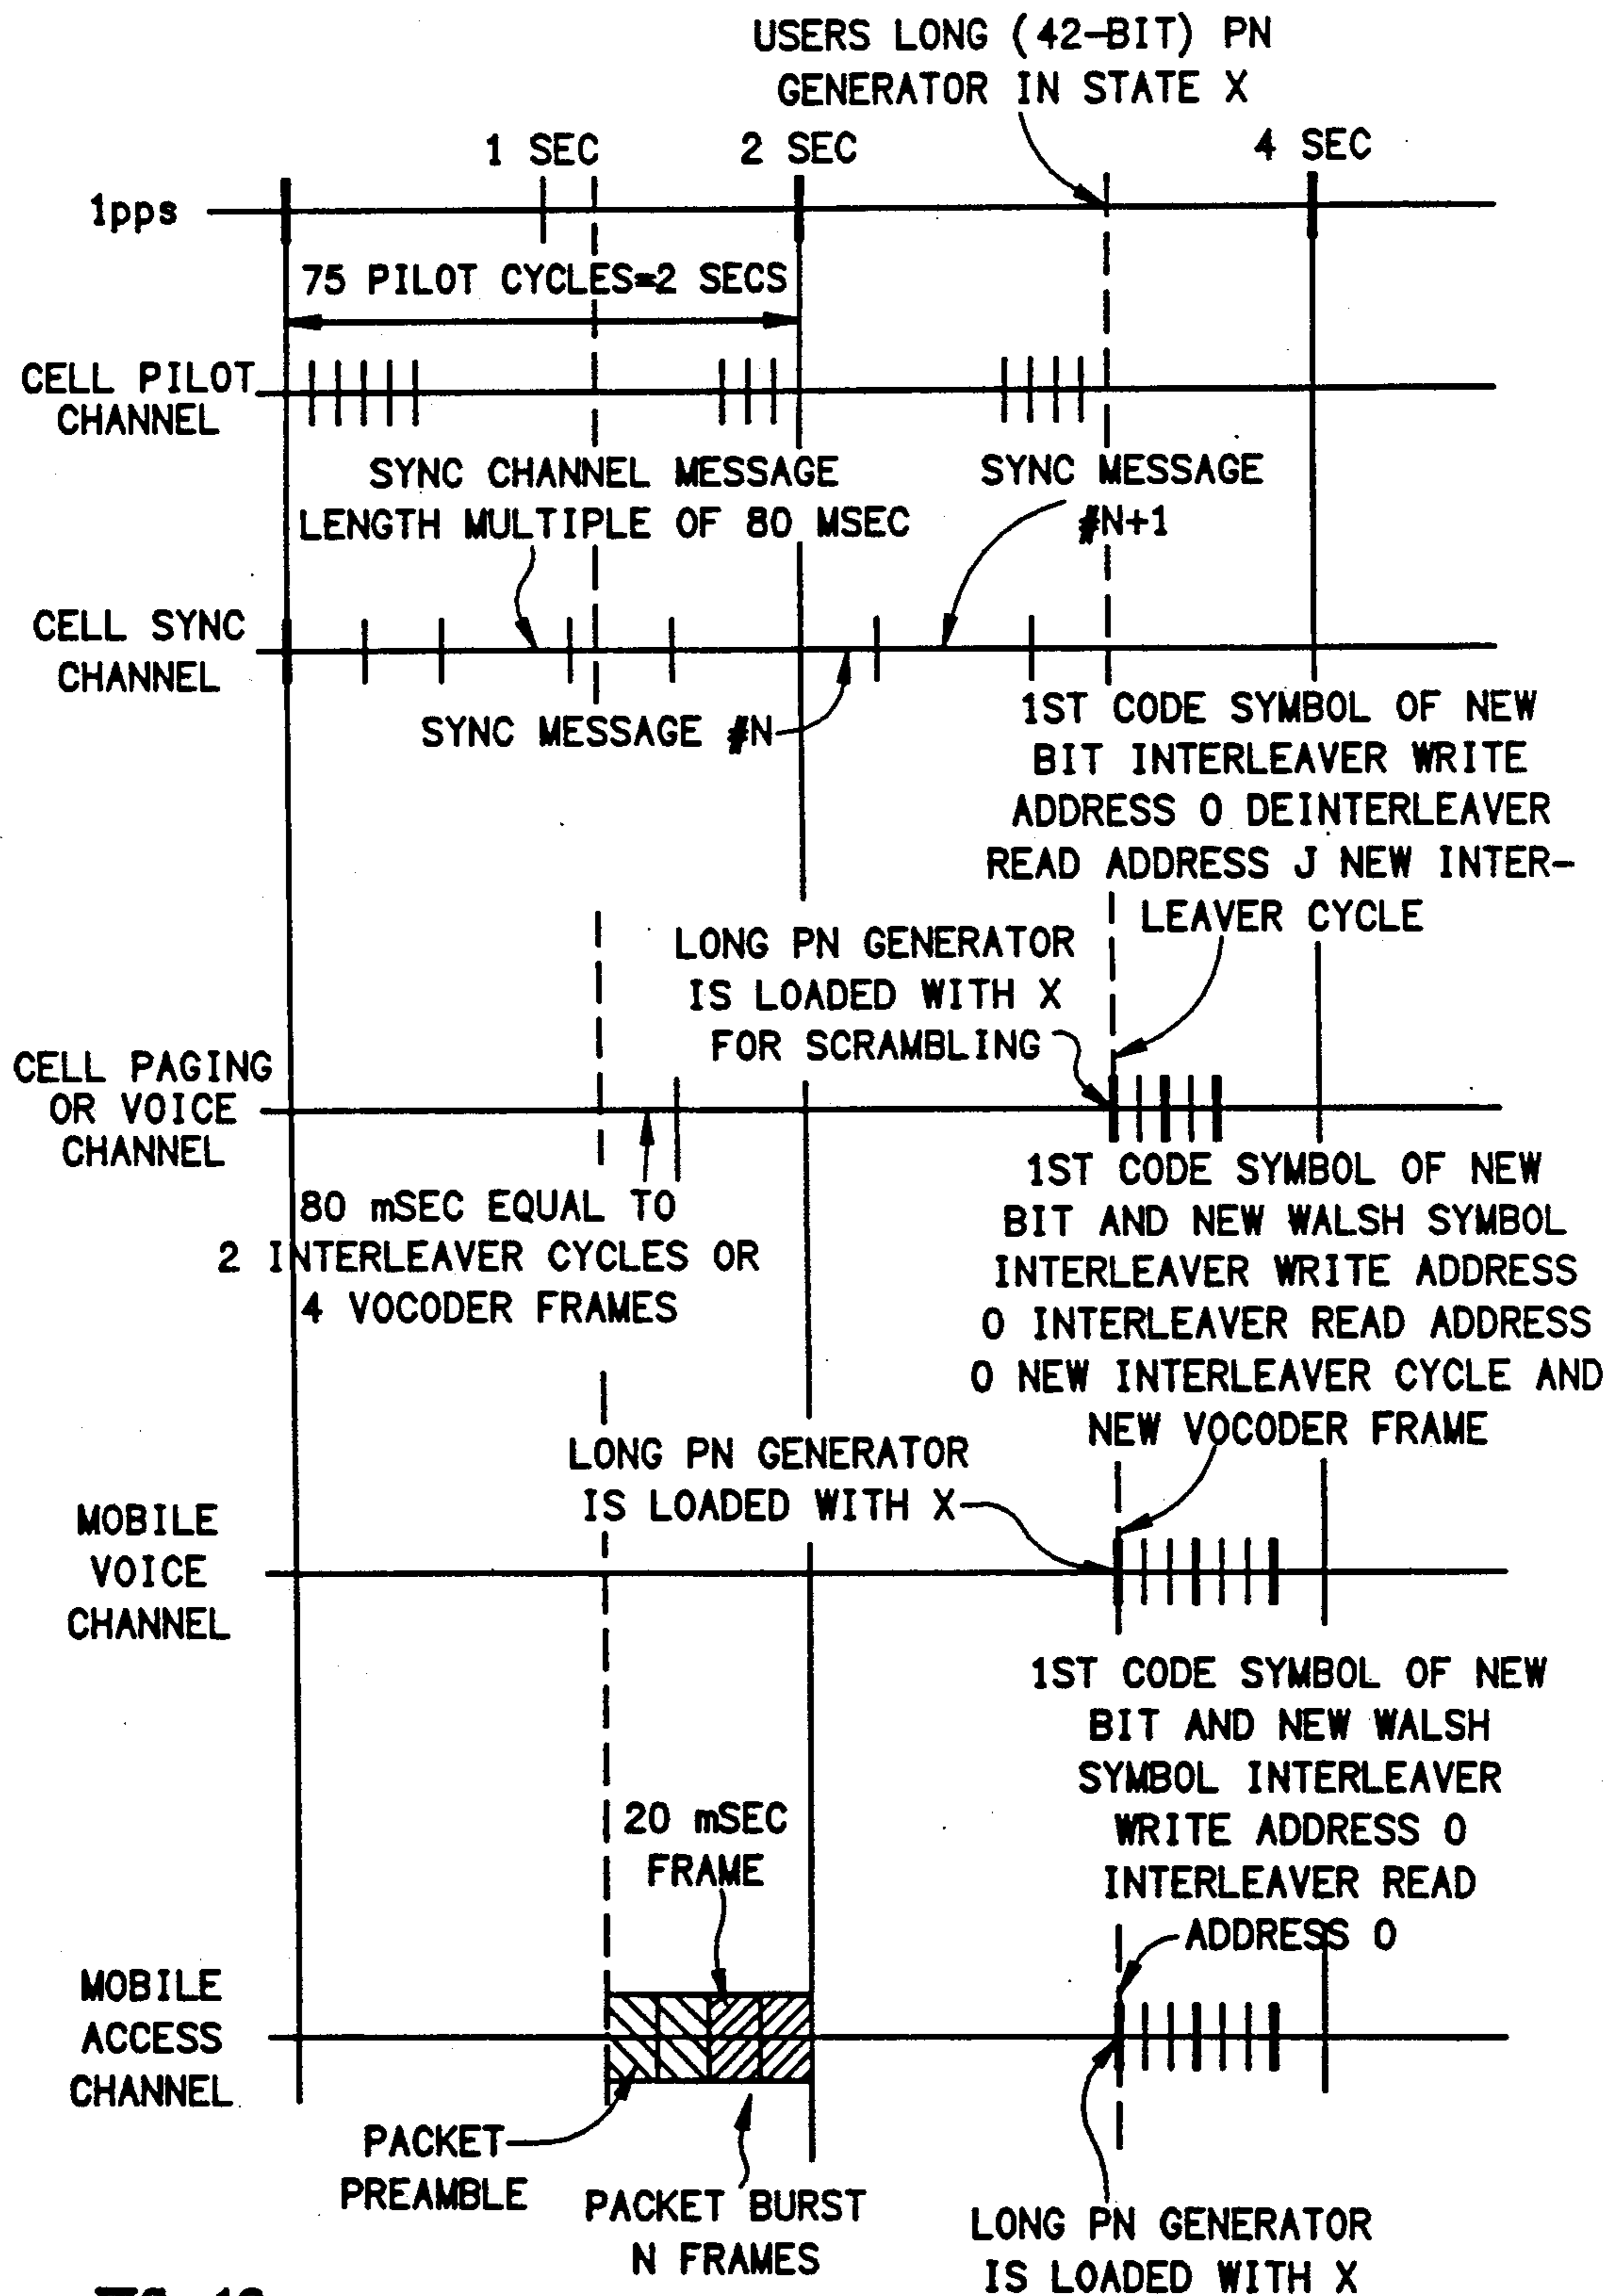 USERS LONG (42-BIT) PN
GENERATOR IN STATE X
1 SEC
2 SEC
4 SEC
1pps
75 PILOT CYCLES=2 SECS
CELL PILOT
CHANNEL
SYNC CHANNEL MESSAGE
LENGTH MULTIPLE OF 80 MSEC
SYNC MESSAGE
#N+1
CELL SYNC
CHANNEL
SYNC MESSAGE #N
1ST CODE SYMBOL OF NEW
BIT INTERLEAVER WRITE
ADDRESS 0 DEINTERLEAVER
READ ADDRESS J NEW INTER-
LEAVER CYCLE
LONG PN GENERATOR
IS LOADED WITH X
FOR SCRAMBLING
CELL PAGING
OR VOICE
CHANNEL
80 mSEC EQUAL TO
2 INTERLEAVER CYCLES OR
4 VOCODER FRAMES
1ST CODE SYMBOL OF NEW
BIT AND NEW WALSH SYMBOL
INTERLEAVER WRITE ADDRESS
0 INTERLEAVER READ ADDRESS
0 NEW INTERLEAVER CYCLE AND
NEW VOCODER FRAME
LONG PN GENERATOR
IS LOADED WITH X
MOBILE
VOICE
CHANNEL
1ST CODE SYMBOL OF NEW
BIT AND NEW WALSH
SYMBOL INTERLEAVER
WRITE ADDRESS 0
INTERLEAVER READ
ADDRESS 0
20 mSEC
FRAME
MOBILE
ACCESS
CHANNEL
PACKET
PREAMBLE
PACKET BURST
N FRAMES
LONG PN GENERATOR
IS LOADED WITH X